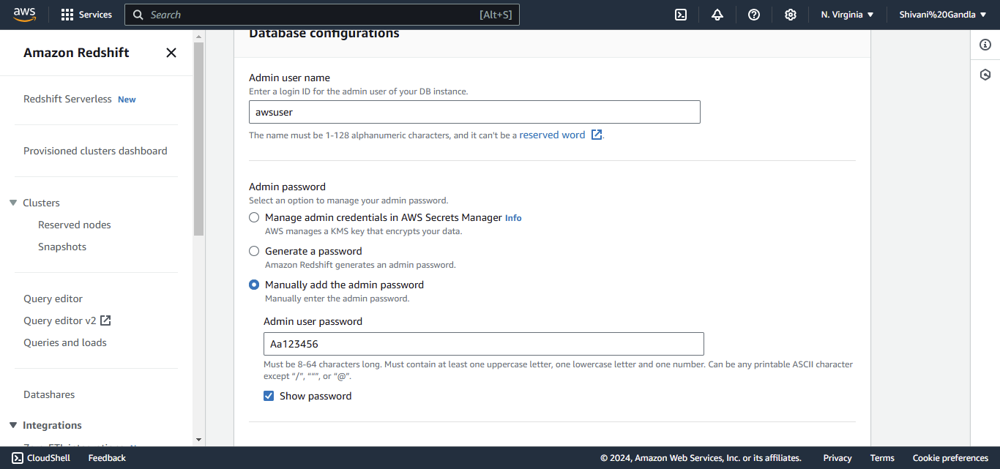 aws
Services
Search
[Alt+S]
N. Virginia
Shivani%20Gandla
Amazon Redshift
Redshift Serverless New
Provisioned clusters dashboard
Clusters
Reserved nodes
Snapshots
Query editor
Query editor v2
Queries and loads
Datashares
Integrations
Database configurations
Admin user name
Enter a login ID for the admin user of your DB instance.
awsuser
The name must be 1-128 alphanumeric characters, and it can't be a reserved word.
Admin password
Select an option to manage your admin password.
Manage admin credentials in AWS Secrets Manager Info
AWS manages a KMS key that encrypts your data.
Generate a password
Amazon Redshift generates an admin password.
Manually add the admin password
Manually enter the admin password.
Admin user password
Aa123456
Must be 8-64 characters long. Must contain at least one uppercase letter, one lowercase letter and one number. Can be any printable ASCII character
except “/”, “"”, or “@”.
Show password
CloudShell
Feedback
© 2024, Amazon Web Services, Inc. or its affiliates.
Privacy
Terms
Cookie preferences